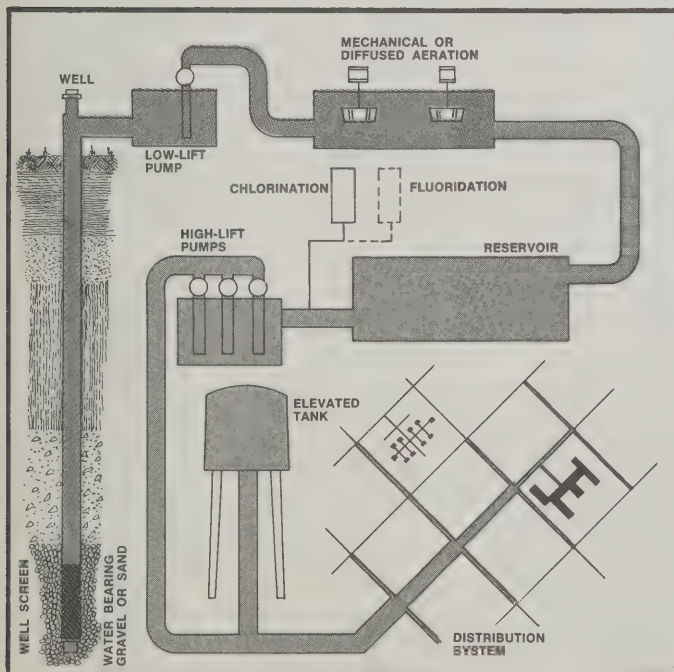 MECHANICAL OR
DIFFUSED AERATION
WELL
LOW-LIFT
PUMP
CHLORINATION
FLUORIDATION
HIGH-LIFT
PUMPS
RESERVOIR
ELEVATED
TANK
WELL SCREEN
WATER BEARING
GRAVEL OR SAND
DISTRIBUTION
SYSTEM